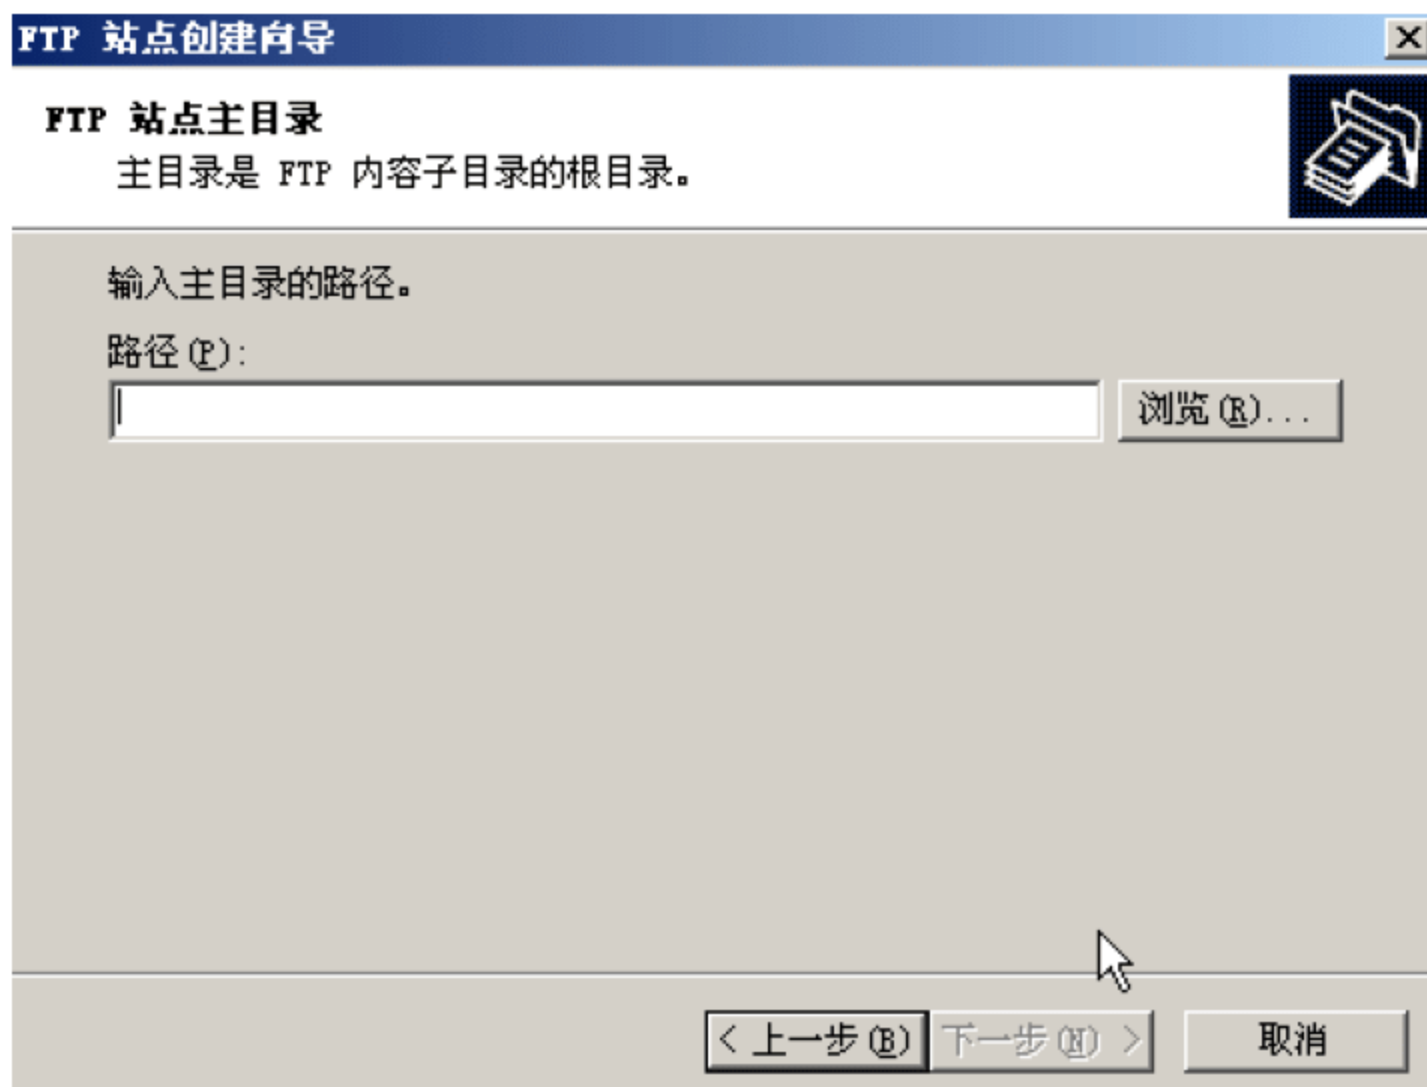 FTP 站点创建向导
FTP 站点主目录
主目录是 FTP 内容子目录的根目录。
输入主目录的路径。
路径(P):
浏览(R)...
< 上一步(B) 下一步(N) > 取消